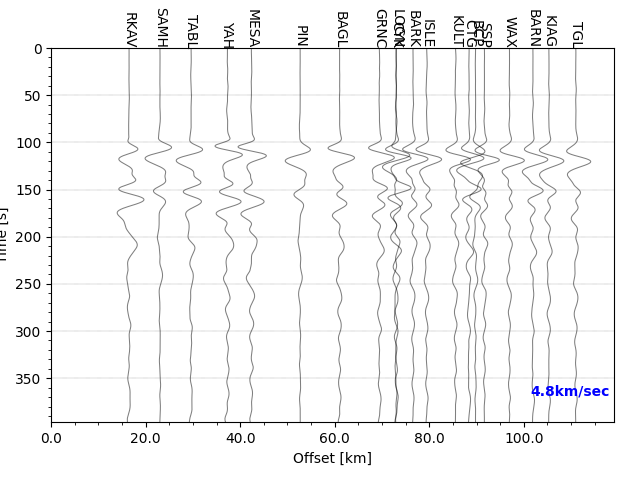 RKAV SAMH TABL YAH MESA PIN BAGL GRNC BARK ISLE KULT CTG SSP WAX BARN KIAG TGL
0
50
100
150
200
250
300
350
Time [s]
4.8km/sec
0.0 20.0 40.0 60.0 80.0 100.0
Offset [km]